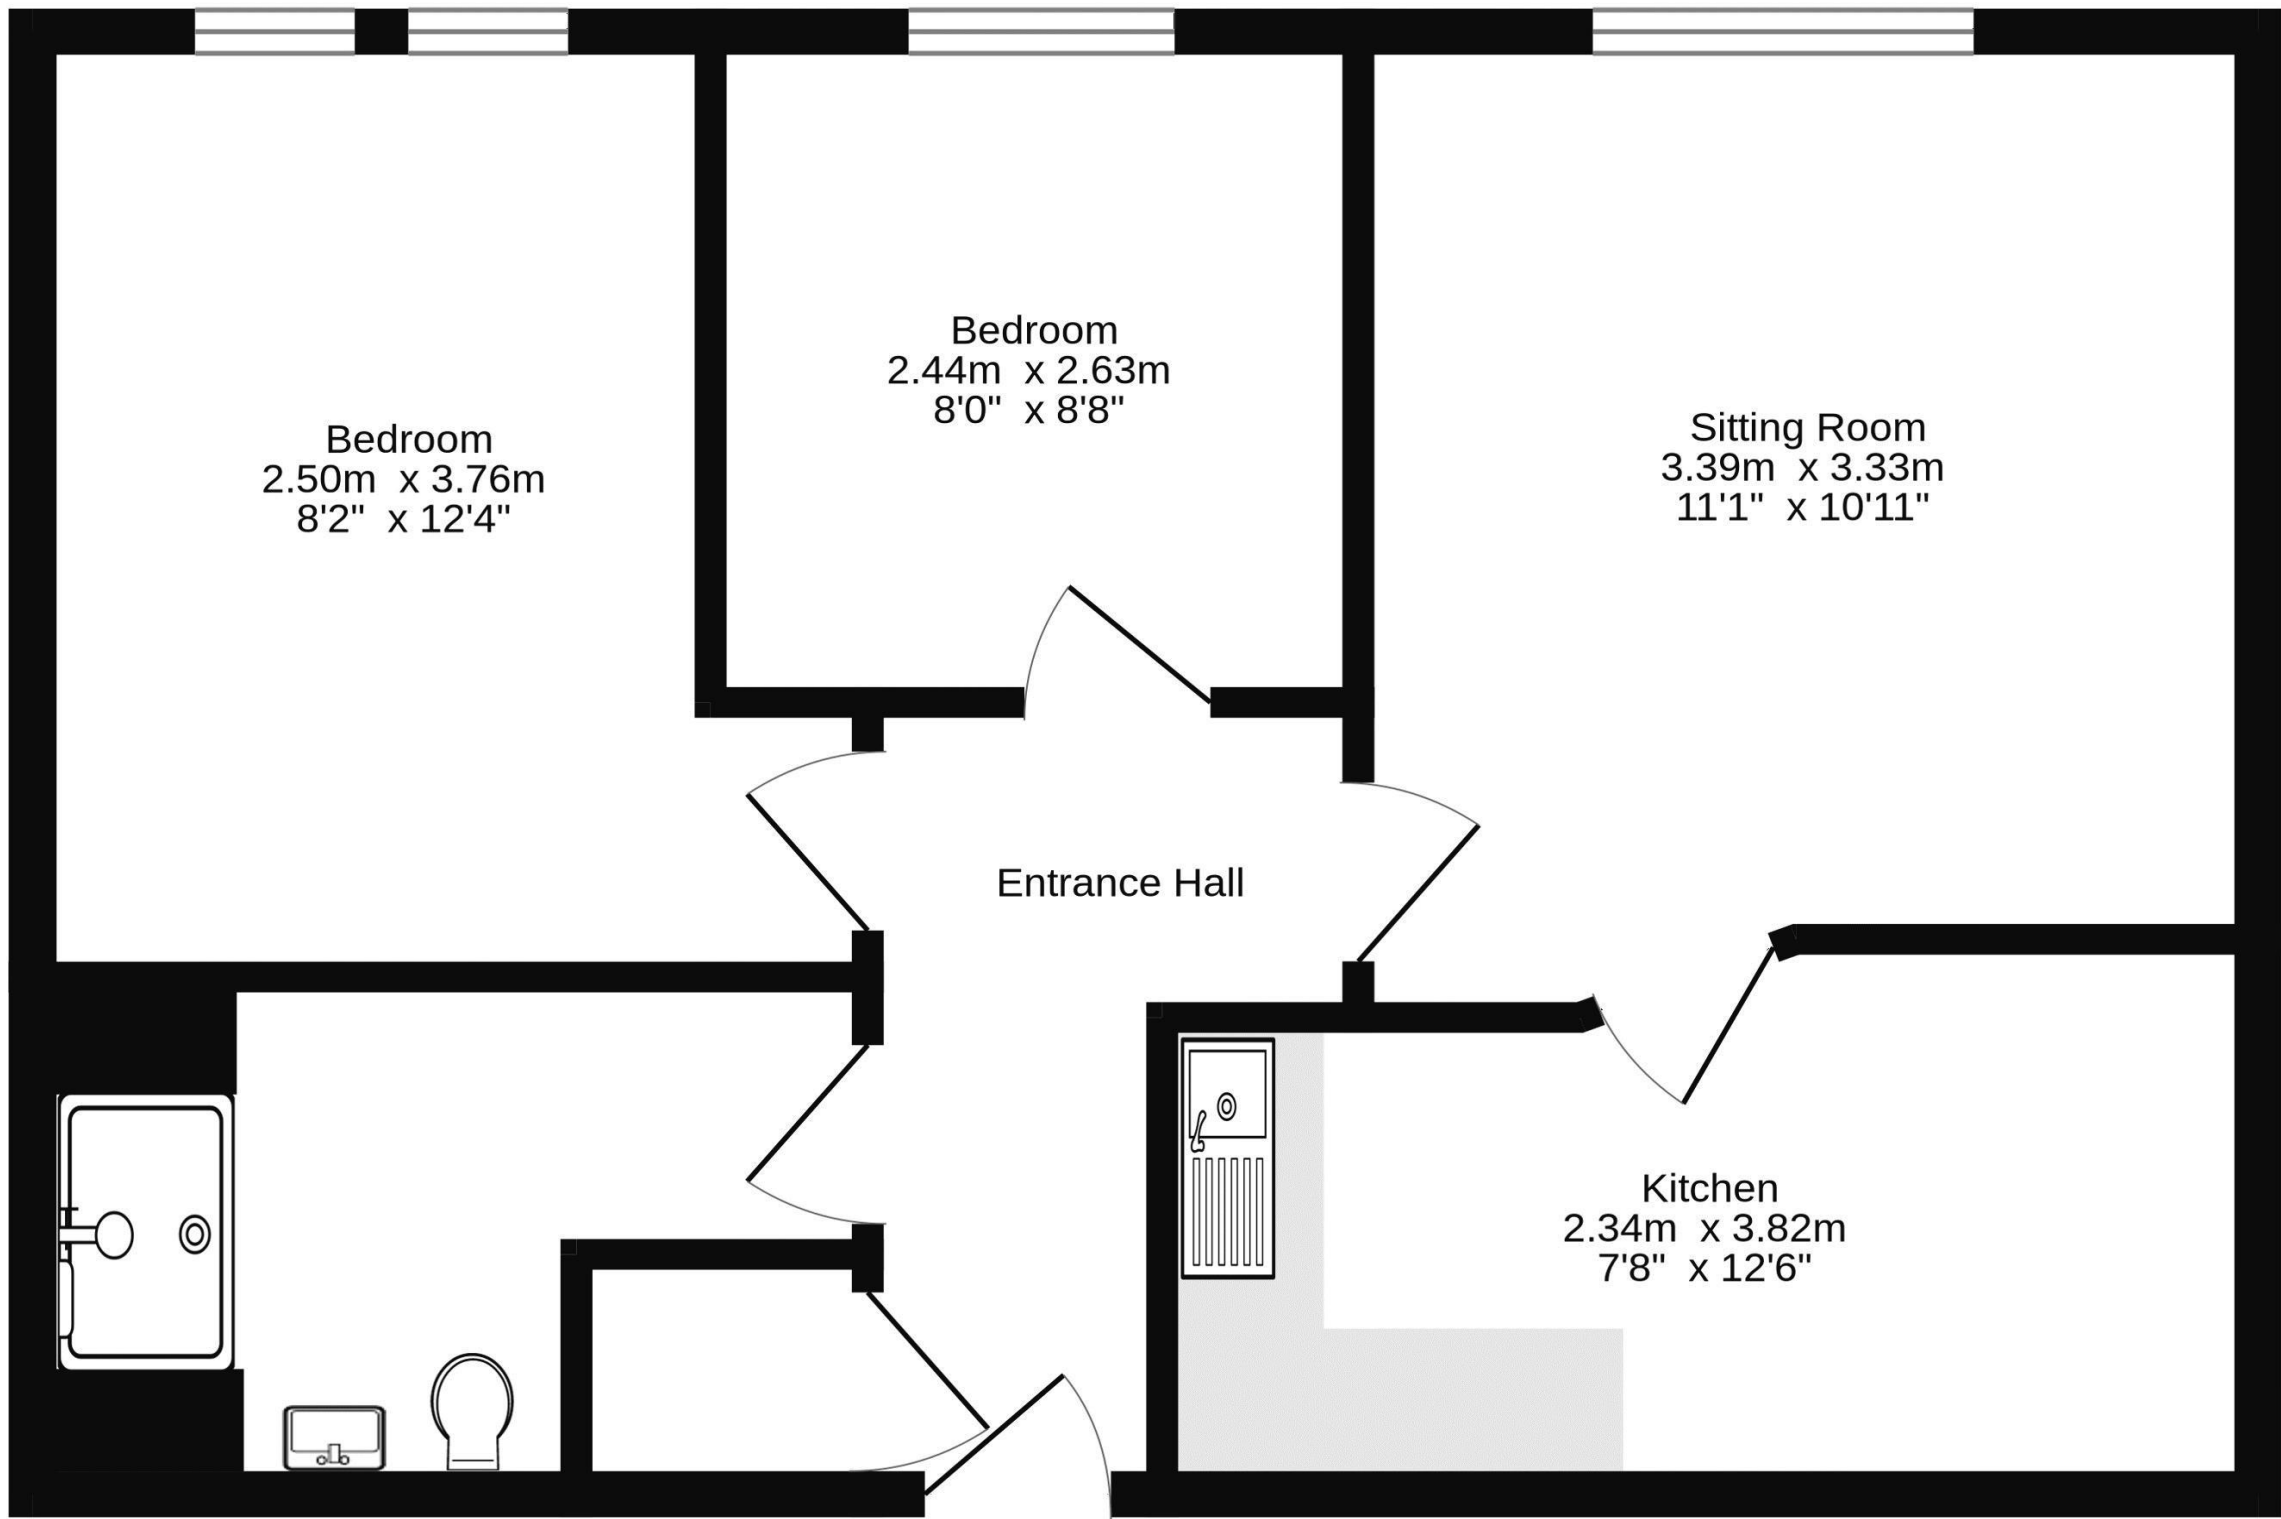 Bedroom
2.50m x 3.76m
8'2" x 12'4"
Bedroom
2.44m x 2.63m
8'0" x 8'8"
Sitting Room
3.39m x 3.33m
11'1" x 10'11"
Entrance Hall
Kitchen
2.34m x 3.82m
7'8" x 12'6"